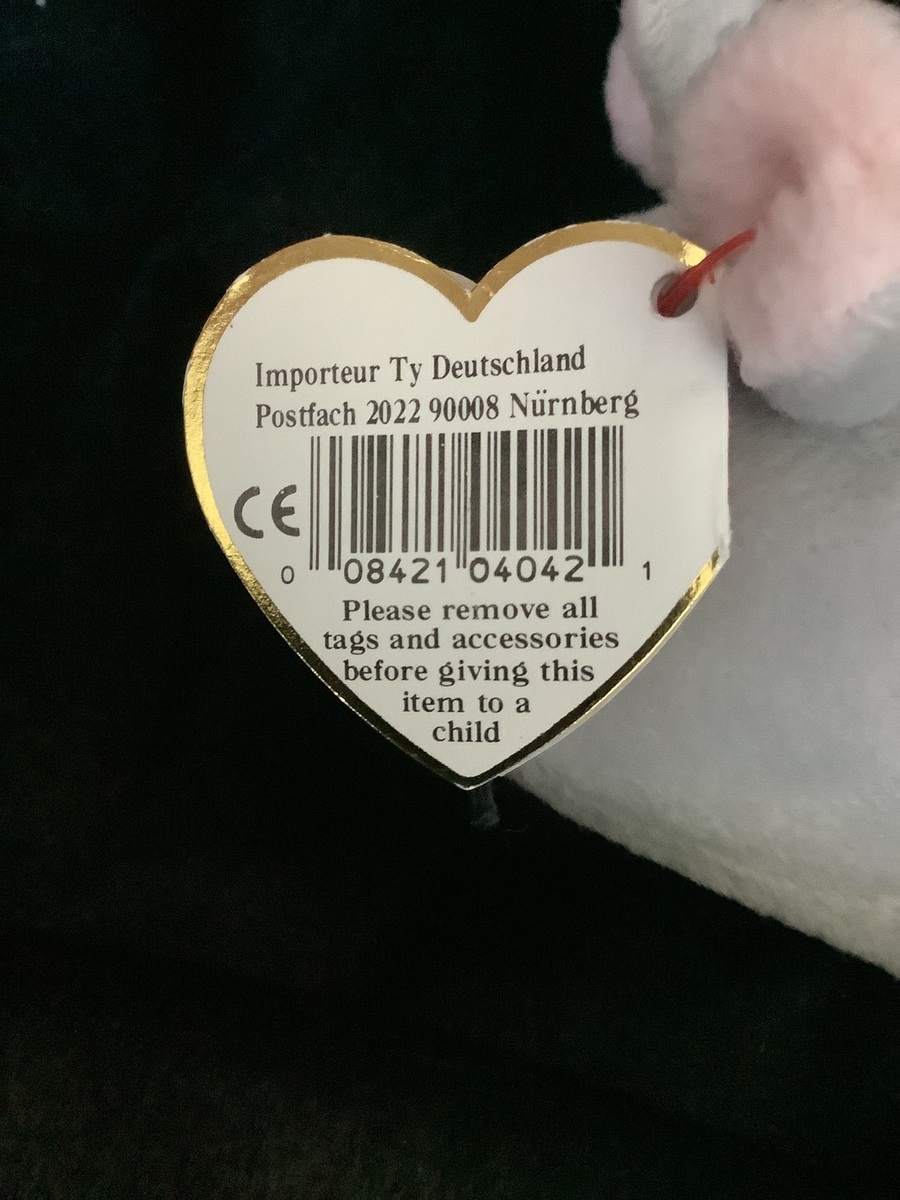 Importeur Ty Deutschland
Postfach 2022 90008 Nürnberg
CE
0 08421 04042 1
Please remove all
tags and accessories
before giving this
item to a
child